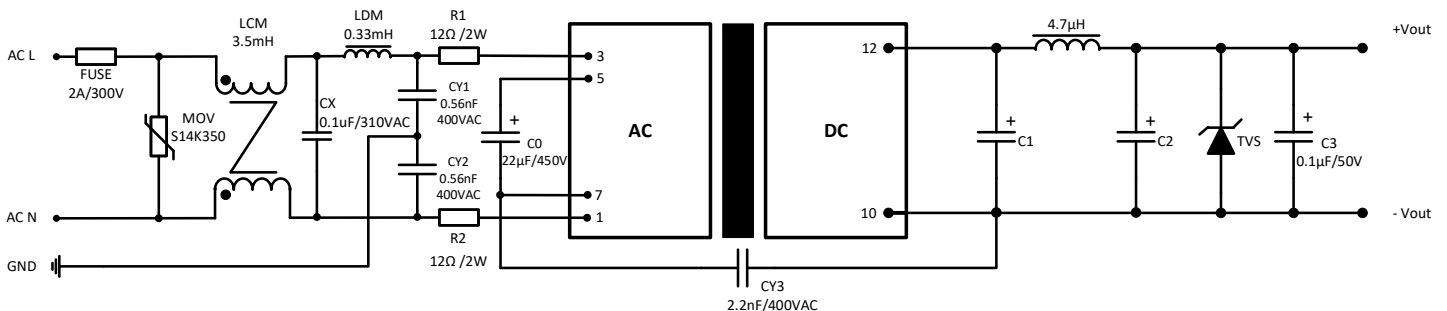 LCM
3.5mH
LDM
0.33mH
R1
12Ω /2W
4.7µH
+Vout
AC L
FUSE
2A/300V
3
5
12
MOV
S14K350
CX
0.1uF/310VAC
CY1
0.56nF
400VAC
+
C0
22µF/450V
AC
DC
+
C1
+
C2
TVS
+
C3
0.1µF/50V
CY2
0.56nF
400VAC
7
1
10
AC N
- Vout
R2
12Ω /2W
GND
CY3
2.2nF/400VAC